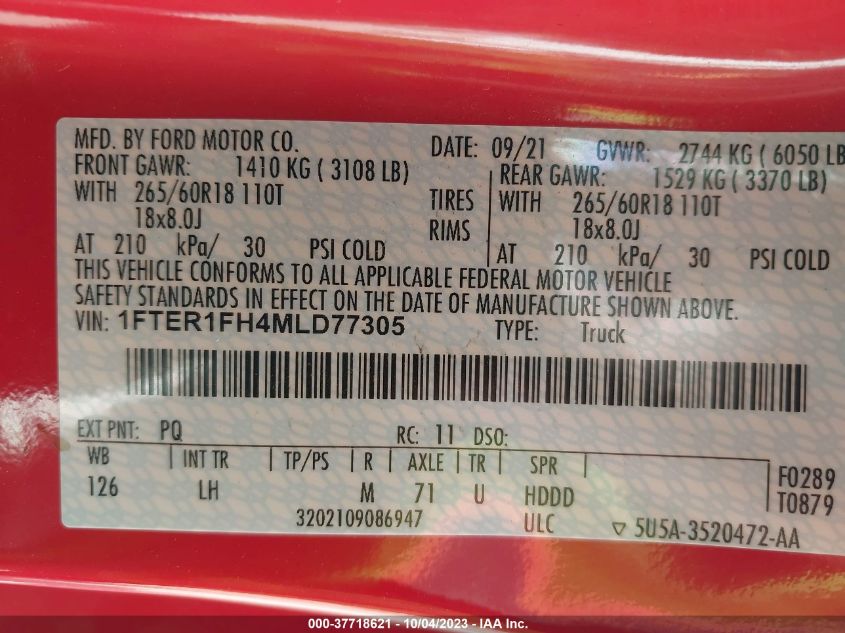 MFD. BY FORD MOTOR CO. DATE: 09/21 GVWR: 2744 KG ( 6050 LB
FRONT GAWR: 1410 KG ( 3108 LB) REAR GAWR: 1529 KG ( 3370 LB)
WITH 265/60R18 110T TIRES WITH 265/60R18 110T
18x8.0J RIMS 18x8.0J
AT 210 kPa/ 30 PSI COLD AT 210 kPa/ 30 PSI COLD
THIS VEHICLE CONFORMS TO ALL APPLICABLE FEDERAL MOTOR VEHICLE
SAFETY STANDARDS IN EFFECT ON THE DATE OF MANUFACTURE SHOWN ABOVE.
VIN: 1FTER1FH4MLD77305 TYPE: Truck
EXT PNT: PQ RC: 11 DSO:
WB INT TR TP/PS R AXLE TR SPR F0289
126 LH M 71 U HDDD T0879
3202109086947 ULC 5U5A-3520472-AA
000-37718621 - 10/04/2023 - IAA Inc.